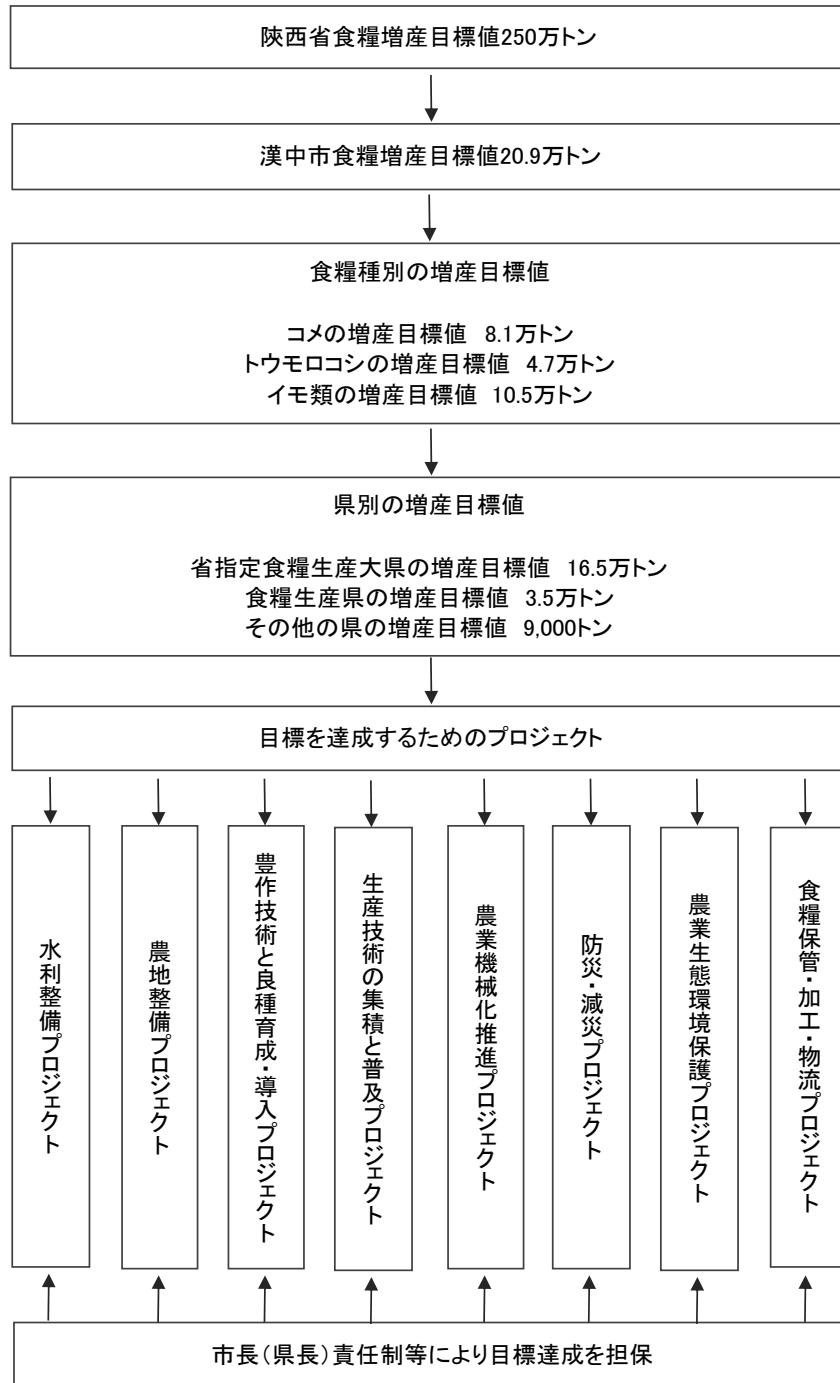 陝西省食糧増産目標値250万トン
漢中市食糧増産目標値20.9万トン
食糧種別の増産目標値
コメの増産目標値 8.1万トン
トウモロコシの増産目標値 4.7万トン
イモ類の増産目標値 10.5万トン
県別の増産目標値
省指定食糧生産大県の増産目標値 16.5万トン
食糧生産県の増産目標値 3.5万トン
その他の県の増産目標値 9,000トン
目標を達成するためのプロジェクト
水利整備プロジェクト
農地整備プロジェクト
豊作技術と良種育成・導入プロジェクト
生産技術の集積と普及プロジェクト
農業機械化推進プロジェクト
防災・減災プロジェクト
農業生態環境保護プロジェクト
食糧保管・加工・物流プロジェクト
市長(県長)責任制等により目標達成を担保